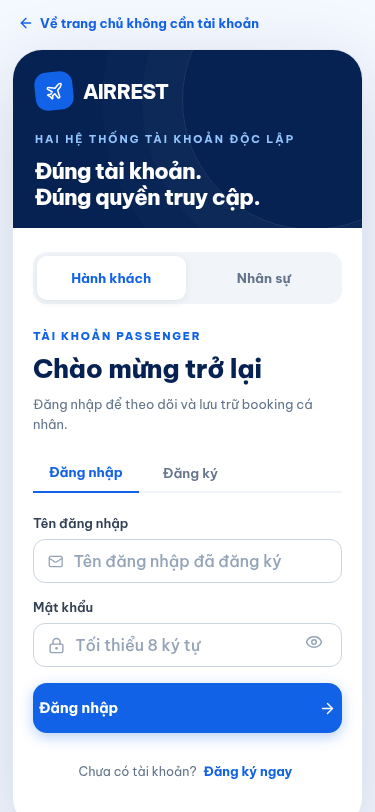 Về trang chủ không cần tài khoản
AIRREST
HAI HỆ THỐNG TÀI KHOẢN ĐỘC LẬP
Đúng tài khoản.
Đúng quyền truy cập.
Hành khách
Nhân sự
TÀI KHOẢN PASSENGER
Chào mừng trở lại
Đăng nhập để theo dõi và lưu trữ booking cá
nhân.
Đăng nhập
Đăng ký
Tên đăng nhập
Tên đăng nhập đã đăng ký
Mật khẩu
Tối thiểu 8 ký tự
Đăng nhập
Chưa có tài khoản? Đăng ký ngay